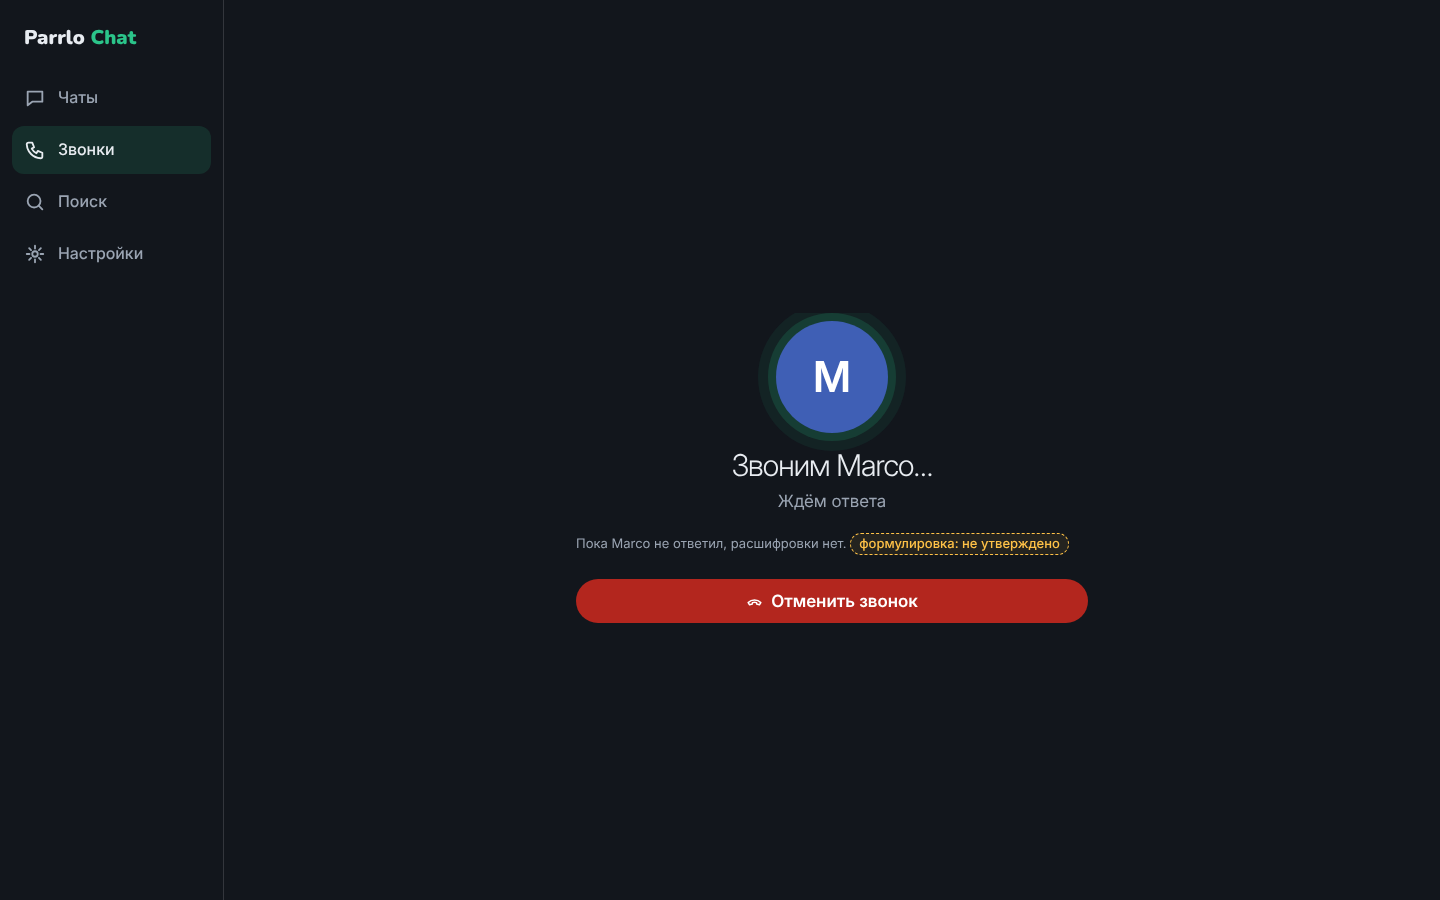 Parrlo Chat
Чаты
Звонки
Поиск
Настройки
M
Звоним Marco...
Ждём ответа
Пока Marco не ответил, расшифровки нет. формулировка: не утверждено
Отменить звонок